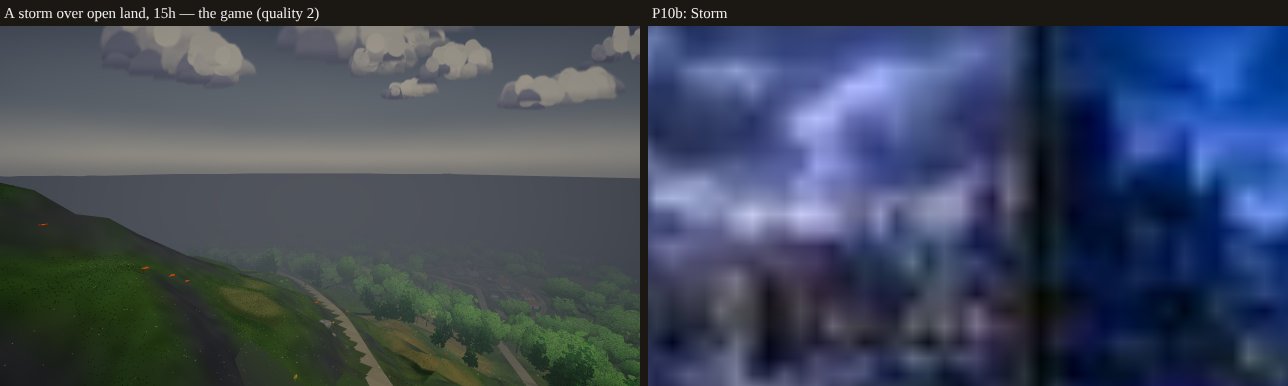 A storm over open land, 15h — the game (quality 2)
P10b: Storm